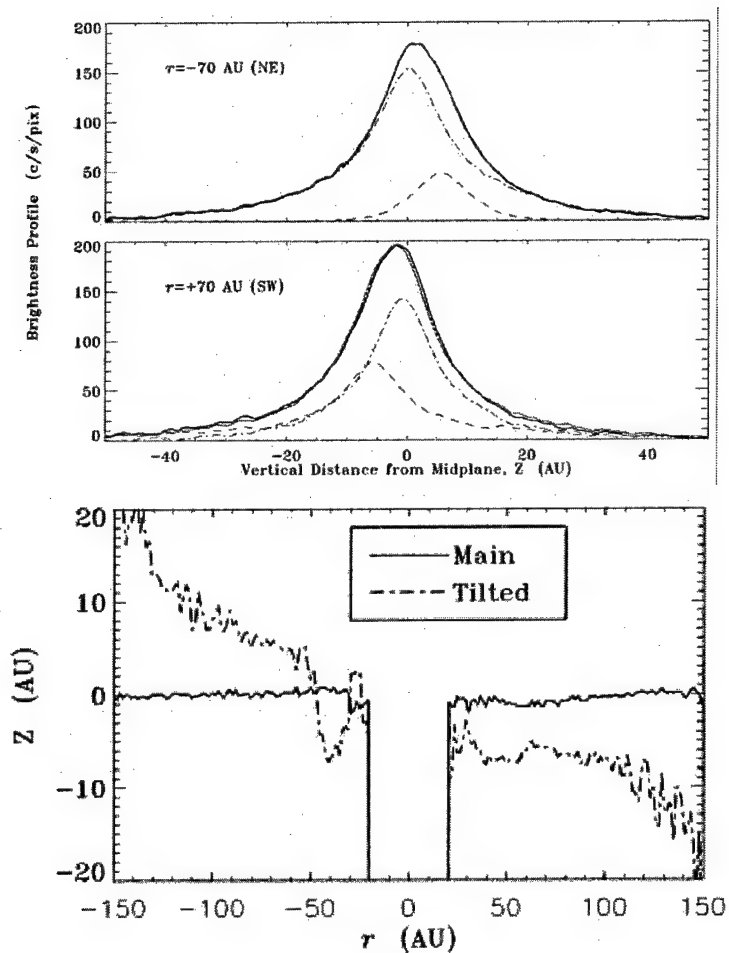 200
150
100
50
0
r=−70 AU (NE)
200
150
100
50
0
r=+70 AU (SW)
Brightness Profile (c/s/pix)
−40 −20 0 20 40
Vertical Distance from Midplane, Z (AU)
20
10
0
−10
−20
Z (AU)
Main
Tilted
−150 −100 −50 0 50 100 150
r (AU)